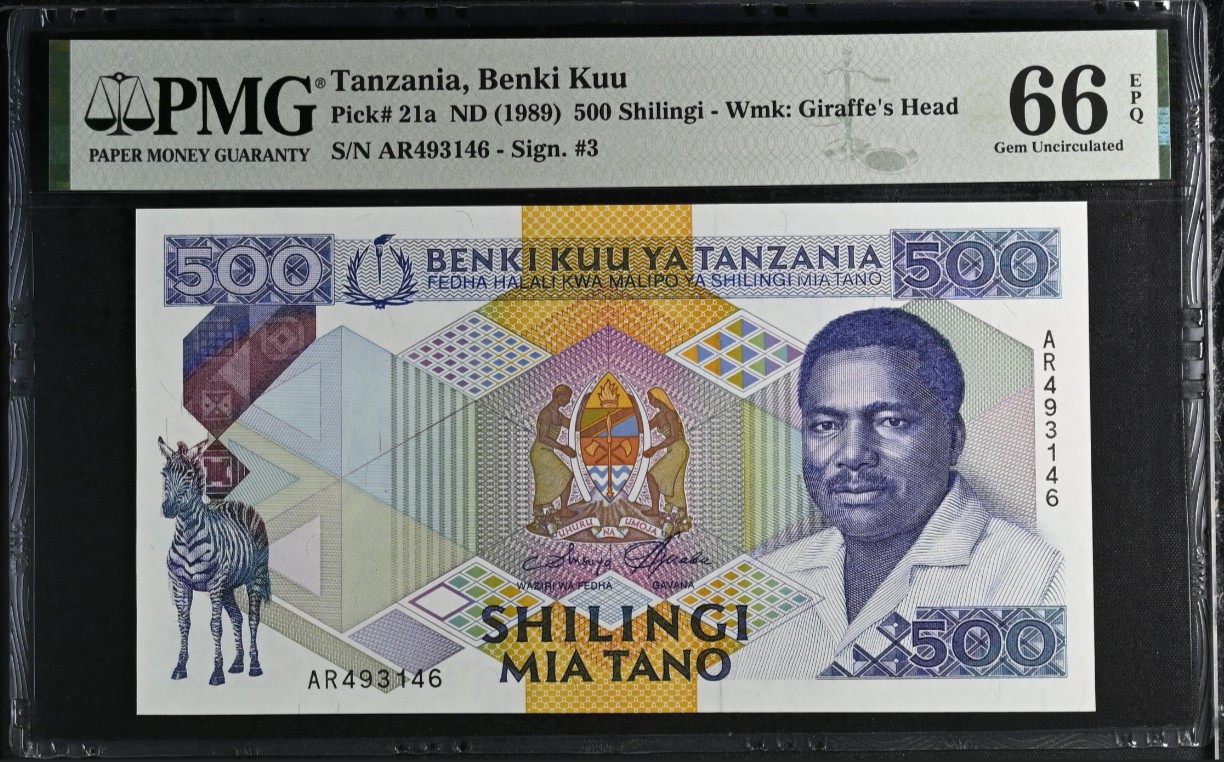 PMG®
PAPER MONEY GUARANTY
Tanzania, Benki Kuu
Pick# 21a ND (1989) 500 Shilingi - Wmk: Giraffe's Head
S/N AR493146 - Sign. #3
66
EPQ
Gem Uncirculated
500
BENKI KUU YA TANZANIA
FEDHA HALALI KWA MALIPO YA SHILINGI MIA TANO
500
AR493146
UHURU NA UMOJA
WAZIRI WA FEDHA
GAVANA
SHILINGI
MIA TANO
AR493146
500